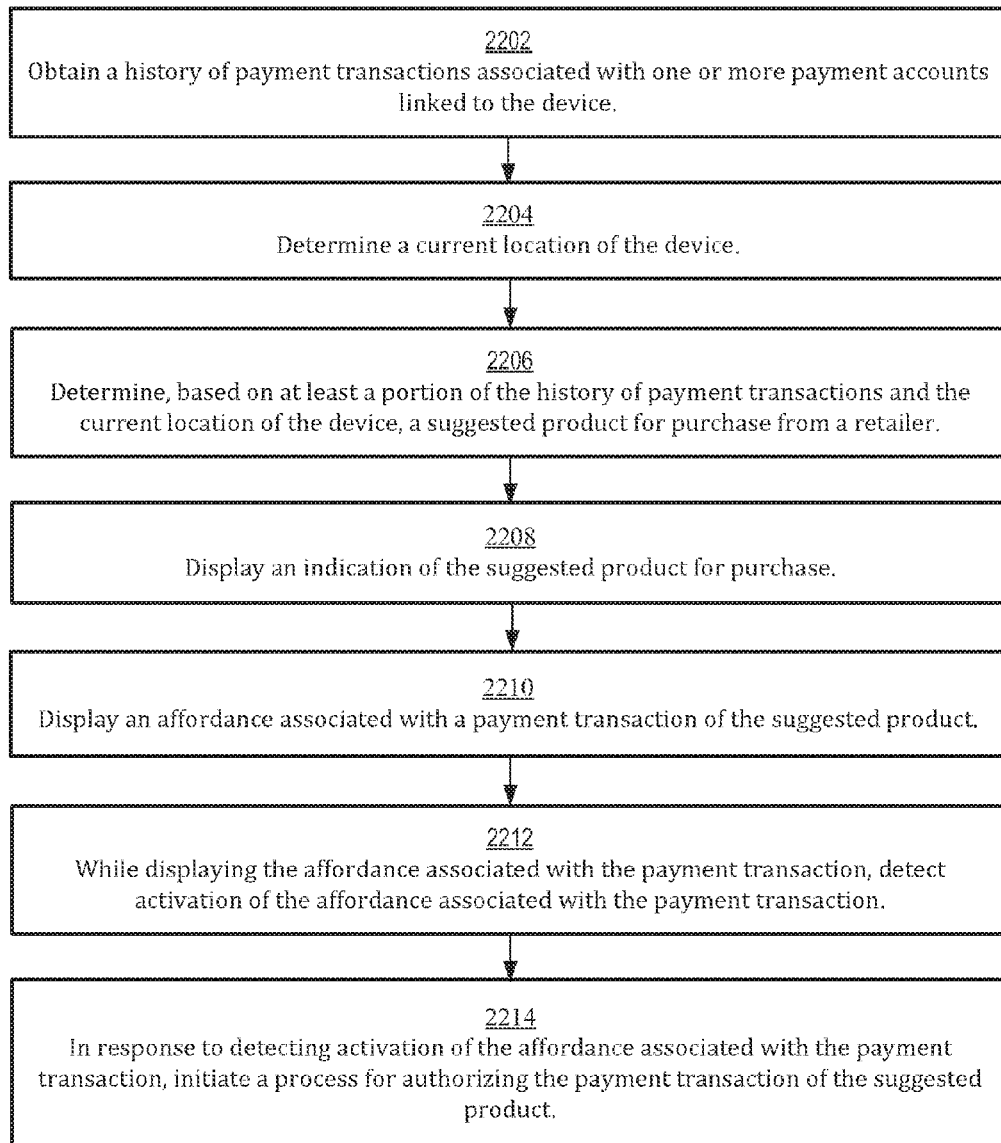 2202
Obtain a history of payment transactions associated with one or more payment accounts
linked to the device.
2204
Determine a current location of the device.
2206
Determine, based on at least a portion of the history of payment transactions and the
current location of the device, a suggested product for purchase from a retailer.
2208
Display an indication of the suggested product for purchase.
2210
Display an affordance associated with a payment transaction of the suggested product.
2212
While displaying the affordance associated with the payment transaction, detect
activation of the affordance associated with the payment transaction.
2214
In response to detecting activation of the affordance associated with the payment
transaction, initiate a process for authorizing the payment transaction of the suggested
product.